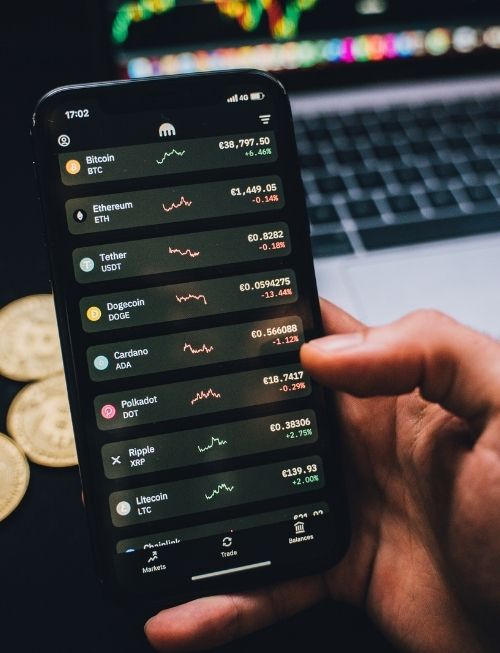 17:02
4G
Bitcoin €38,797.50
BTC +6.46%
Ethereum €1,449.05
ETH -0.14%
Tether €0.8282
USDT -0.18%
Dogecoin €0.0594275
DOGE -13.44%
Cardano €0.566088
ADA -1.12%
Polkadot €18.7417
DOT -0.29%
Ripple €0.38306
XRP +2.75%
Litecoin €139.93
LTC +2.00%
Chainlink
Markets Trade Balances